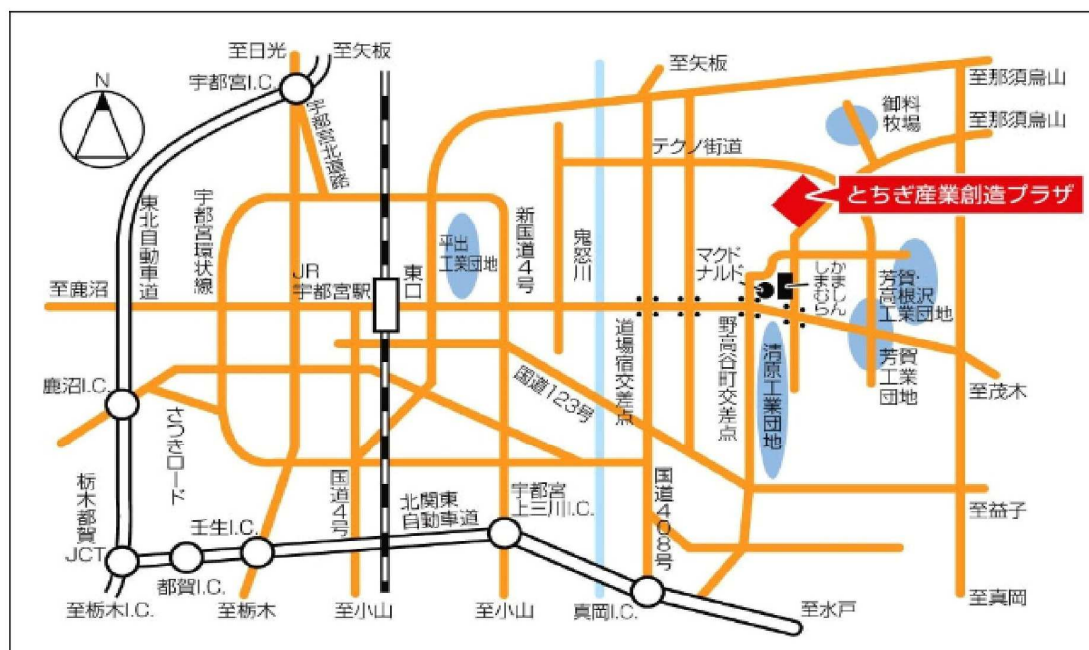 至日光
至矢板
宇都宮I.C.
N
宇都宮北道路
至矢板
至那須烏山
御料
牧場
至那須烏山
テクノ街道
とちぎ産業創造プラザ
東北自動車道
宇都宮環状線
平出
工業団地
新国道4号
鬼怒川
マクド
ナルド
かましん
しまむら
芳賀・
高根沢
工業団地
JR
宇都宮駅
東口
至鹿沼
道場宿交差点
野高谷町交差点
清原工業団地
芳賀
工業
団地
至茂木
鹿沼I.C.
さつきロード
国道123号
栃木都賀
JCT
壬生I.C.
都賀I.C.
国道4号
北関東
自動車道
宇都宮
上三川I.C.
国道408号
至益子
至栃木I.C.
至栃木
至小山
至小山
真岡I.C.
至水戸
至真岡